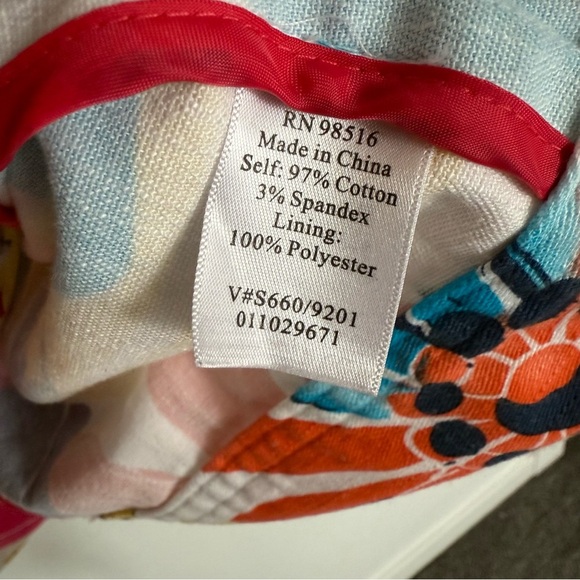 RN 98516
Made in China
Self: 97% Cotton
3% Spandex
Lining:
100% Polyester
V#S660/9201
011029671